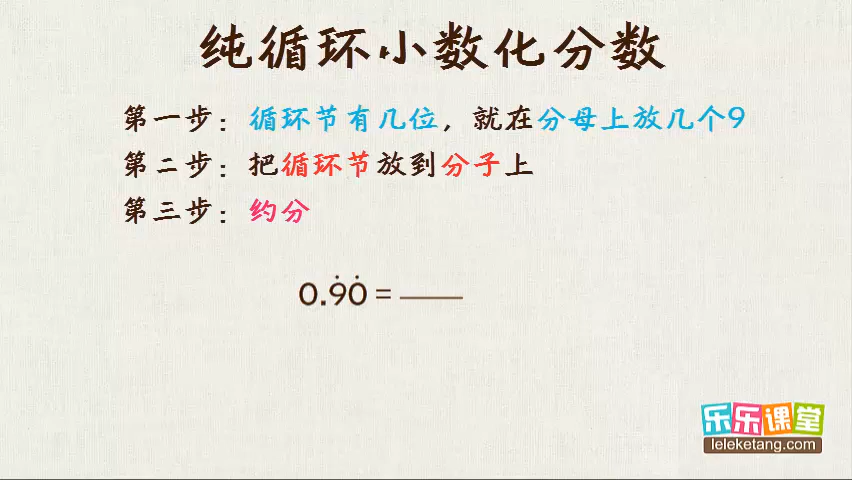 纯循环小数化分数
第一步：循环节有几位，就在分母上放几个9
第二步：把循环节放到分子上
第三步：约分
0.9̇0̇=——
乐乐课堂
leleketang.com